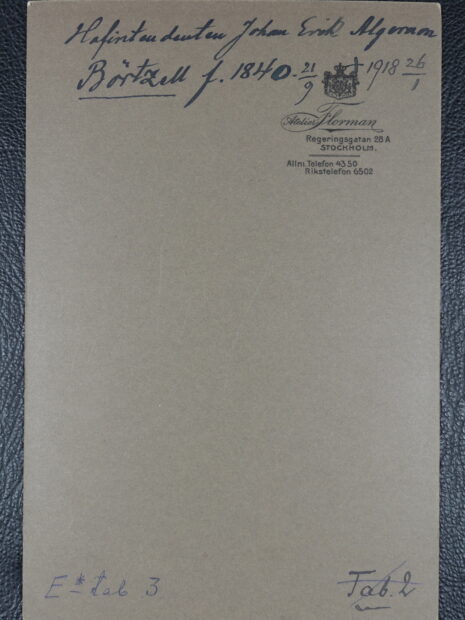 Hofintendenten Johan Erik Algernon
Börtzell f. 1840 - 21/9 † 1918 26/1
Atelier Florman
Regeringsgatan 28 A
STOCKHOLM.
Allm. Telefon 43 50
Rikstelefon 6502
E* tab 3
Tab. 2